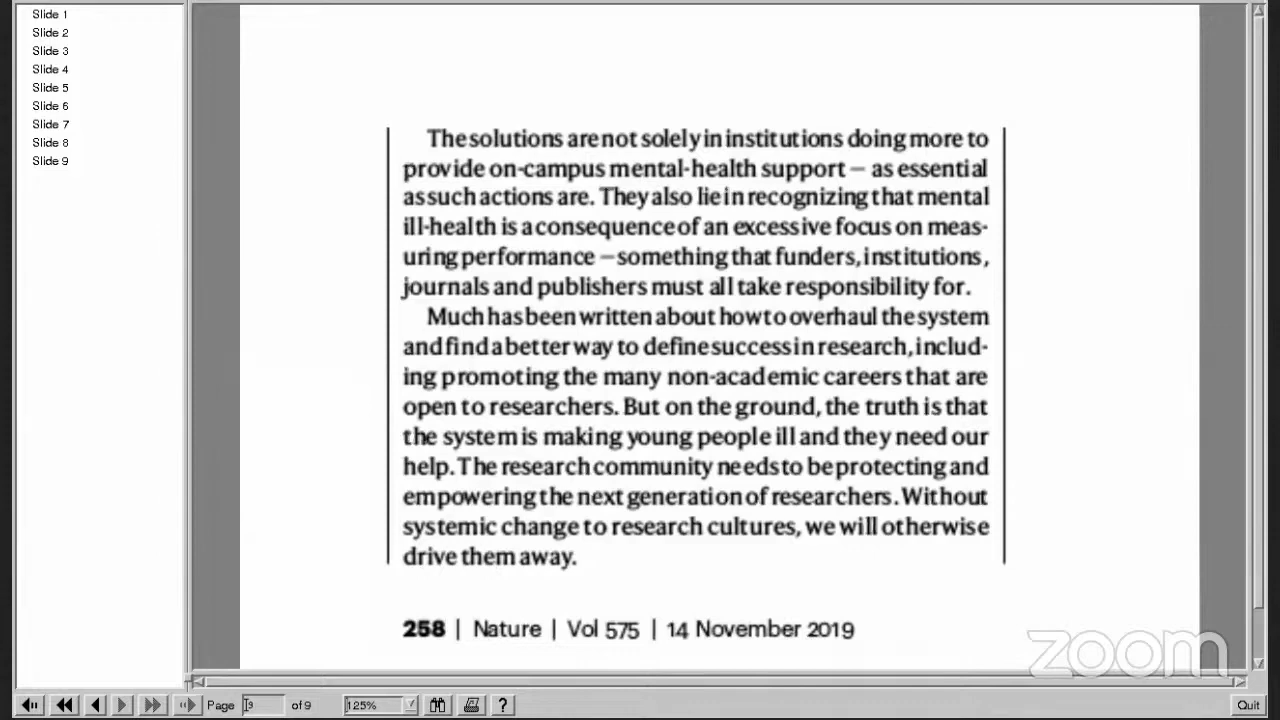 Slide 1
Slide 2
Slide 3
Slide 4
Slide 5
Slide 6
Slide 7
Slide 8
Slide 9
The solutions are not solely in institutions doing more to
provide on-campus mental-health support — as essential
as such actions are. They also lie in recognizing that mental
ill-health is a consequence of an excessive focus on meas-
uring performance — something that funders, institutions,
journals and publishers must all take responsibility for.
Much has been written about how to overhaul the system
and find a better way to define success in research, includ-
ing promoting the many non-academic careers that are
open to researchers. But on the ground, the truth is that
the system is making young people ill and they need our
help. The research community needs to be protecting and
empowering the next generation of researchers. Without
systemic change to research cultures, we will otherwise
drive them away.
258 | Nature | Vol 575 | 14 November 2019
zoom
Page 9 of 9 125% ? Quit